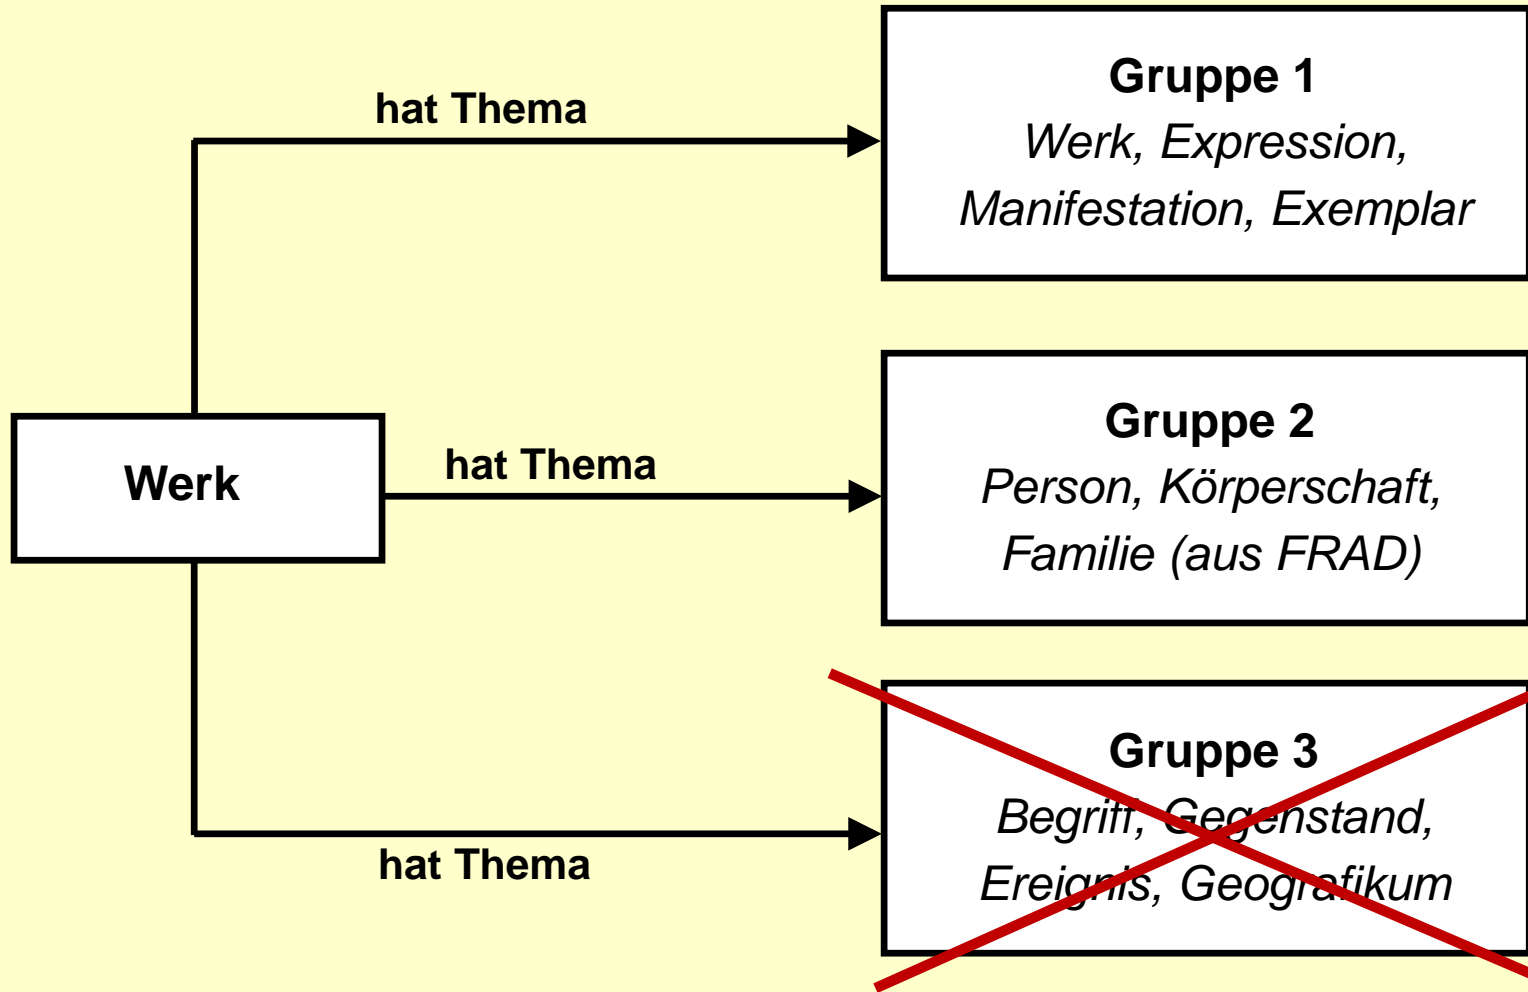 hat Thema
Gruppe 1
Werk, Expression,
Manifestation, Exemplar
Werk
hat Thema
Gruppe 2
Person, Körperschaft,
Familie (aus FRAD)
hat Thema
Gruppe 3
Begriff, Gegenstand,
Ereignis, Geografikum